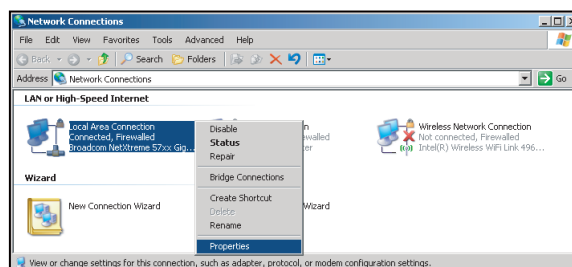 Network Connections
File Edit View Favorites Tools Advanced Help
Back Search Folders
Address Network Connections Go
LAN or High-Speed Internet
Local Area Connection
Connected, Firewalled
Broadcom NetXtreme 57xx Gig...
Disable
Status
Repair
Bridge Connections
Create Shortcut
Delete
Rename
Properties
Wireless Network Connection
Not connected, Firewalled
Intel(R) Wireless WiFi Link 496...
Wizard
New Connection Wizard
Wizard
View or change settings for this connection, such as adapter, protocol, or modem configuration settings.